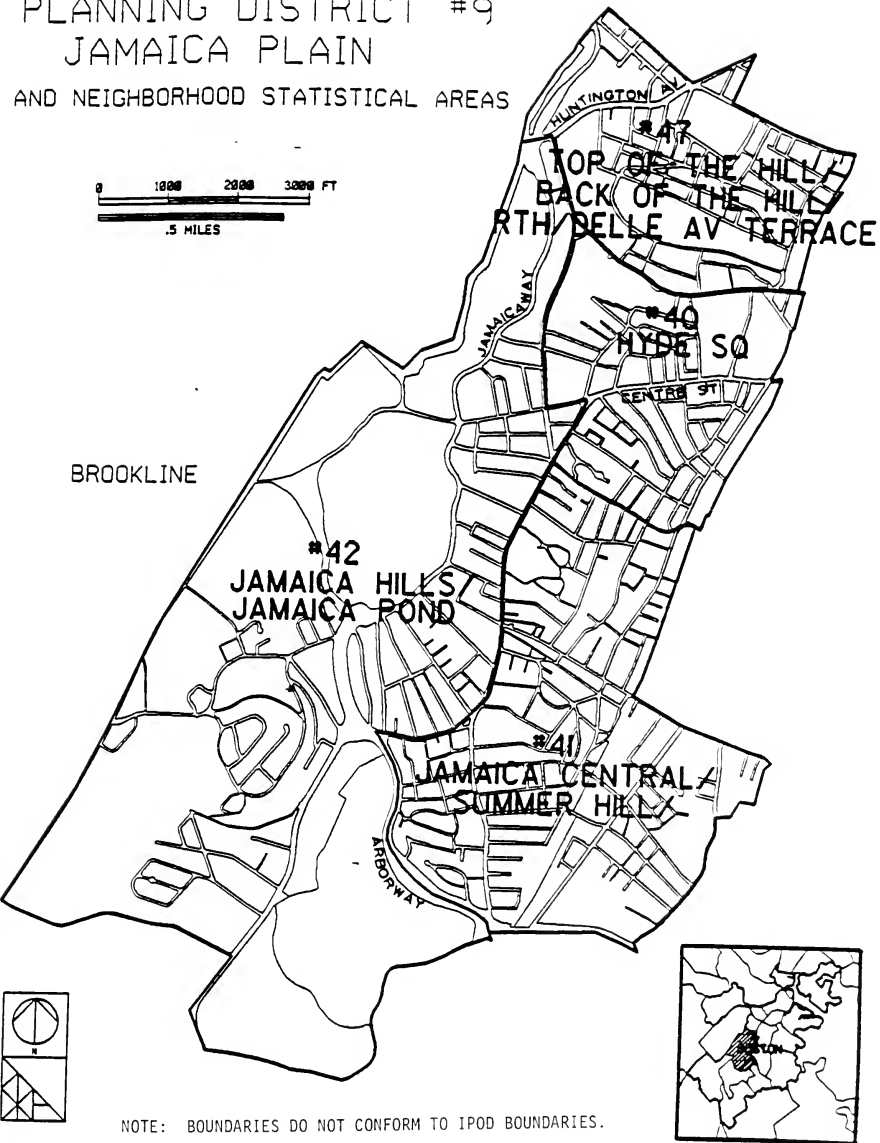 PLANNING DISTRICT #9
JAMAICA PLAIN
AND NEIGHBORHOOD STATISTICAL AREAS
0 1000 2000 3000 FT
.5 MILES
HUNTINGTON AV
#47
TOP OF THE HILL/
BACK OF THE HILL/
RTH/DELLE AV TERRACE
JAMAICAWAY
#40
HYDE SQ
CENTRE ST
BROOKLINE
#42
JAMAICA HILLS
JAMAICA POND
#41
JAMAICA CENTRAL/
SUMMER HILL/
ARBORWAY
N
BOSTON
NOTE: BOUNDARIES DO NOT CONFORM TO IPOD BOUNDARIES.